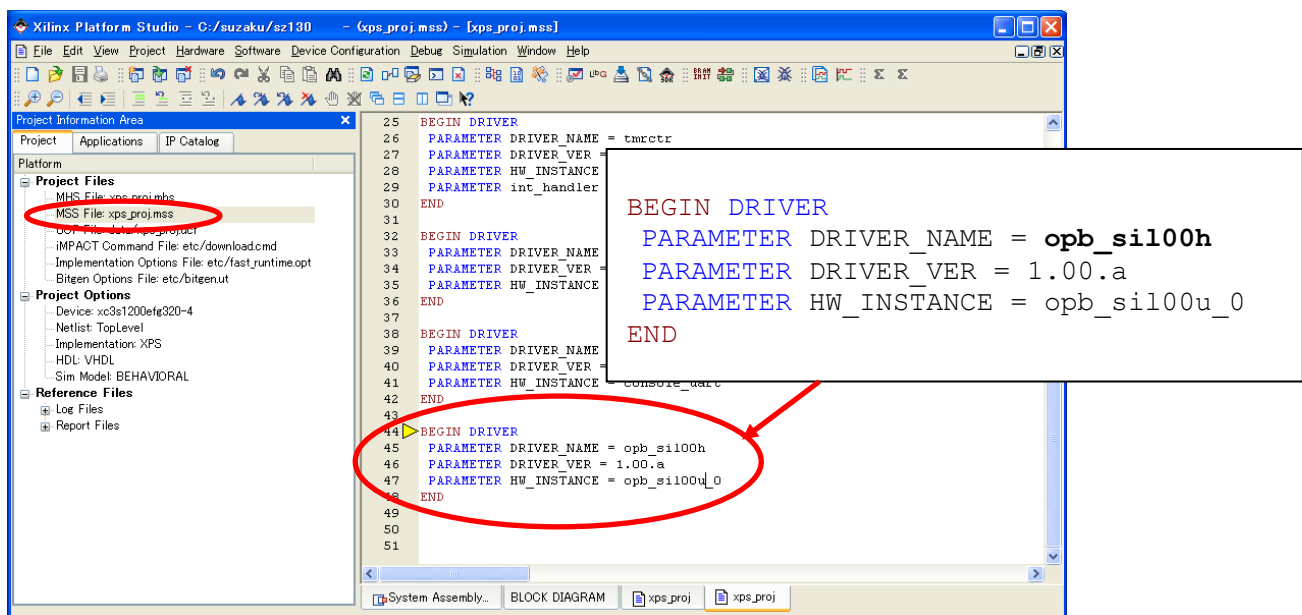 Xilinx Platform Studio - C:/suzaku/sz130 - (xps_proj.mss) - [xps_proj.mss]
File Edit View Project Hardware Software Device Configuration Debug Simulation Window Help
Project Information Area
Project Applications IP Catalog
Platform
Project Files
MHS File: xps_proj.mhs
MSS File: xps_proj.mss
UCF File: data/xps_proj.ucf
iMPACT Command File: etc/download.cmd
Implementation Options File: etc/fast_runtime.opt
Bitgen Options File: etc/bitgen.ut
Project Options
Device: xc3s1200efg320-4
Netlist: TopLevel
Implementation: XPS
HDL: VHDL
Sim Model: BEHAVIORAL
Reference Files
Log Files
Report Files
25 BEGIN DRIVER
26 PARAMETER DRIVER_NAME = tmrctr
27 PARAMETER DRIVER_VER =
28 PARAMETER HW_INSTANCE
29 PARAMETER int_handler
30 END
31
32 BEGIN DRIVER
33 PARAMETER DRIVER_NAME
34 PARAMETER DRIVER_VER =
35 PARAMETER HW_INSTANCE
36 END
37
38 BEGIN DRIVER
39 PARAMETER DRIVER_NAME
40 PARAMETER DRIVER_VER =
41 PARAMETER HW_INSTANCE = console_uart
42 END
43
44 BEGIN DRIVER
45 PARAMETER DRIVER_NAME = opb_sil00h
46 PARAMETER DRIVER_VER = 1.00.a
47 PARAMETER HW_INSTANCE = opb_sil00u_0
48 END
49
50
51
BEGIN DRIVER
PARAMETER DRIVER_NAME = opb_sil00h
PARAMETER DRIVER_VER = 1.00.a
PARAMETER HW_INSTANCE = opb_sil00u_0
END
System Assembly... BLOCK DIAGRAM xps_proj xps_proj